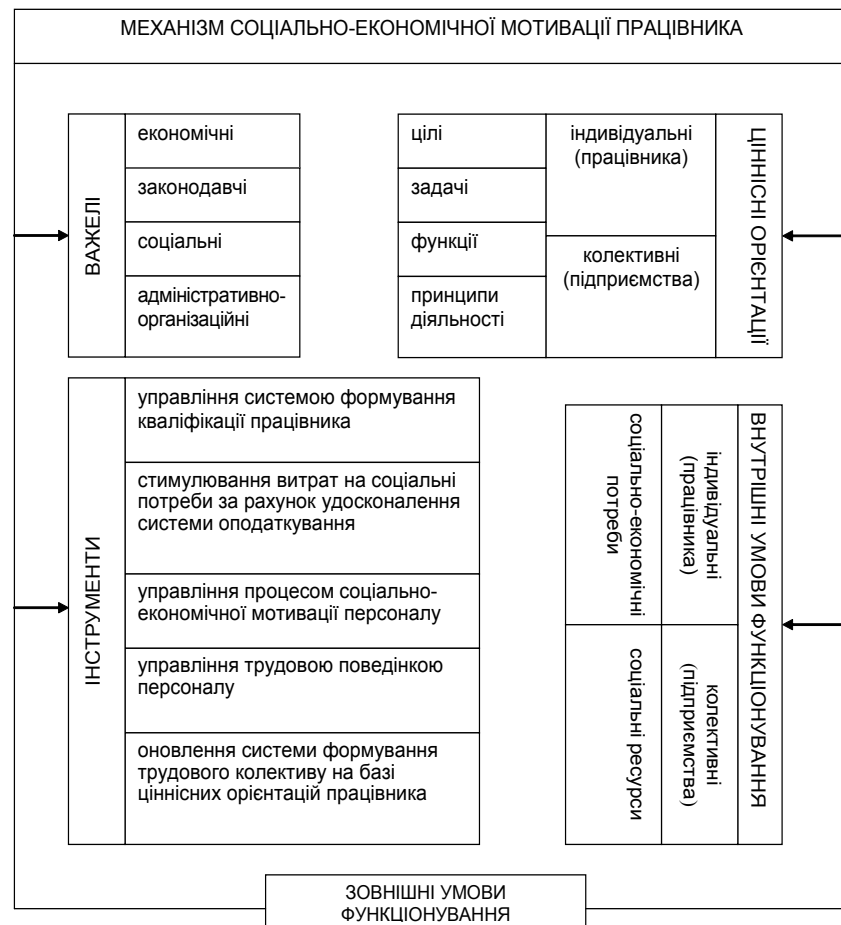 МЕХАНІЗМ СОЦІАЛЬНО-ЕКОНОМІЧНОЇ МОТИВАЦІЇ ПРАЦІВНИКА
ВАЖЕЛІ
економічні
законодавчі
соціальні
адміністративно-
організаційні
цілі
задачі
функції
принципи
діяльності
індивідуальні
(працівника)
колективні
(підприємства)
ЦІННІСНІ ОРІЄНТАЦІЇ
ІНСТРУМЕНТИ
управління системою формування
кваліфікації працівника
стимулювання витрат на соціальні
потреби за рахунок удосконалення
системи оподаткування
управління процесом соціально-
економічної мотивації персоналу
управління трудовою поведінкою
персоналу
оновлення системи формування
трудового колективу на базі
ціннісних орієнтацій працівника
соціально-економічні
потреби
індивідуальні
(працівника)
соціальні ресурси
колективні
(підприємства)
ВНУТРІШНІ УМОВИ ФУНКЦІОНУВАННЯ
ЗОВНІШНІ УМОВИ
ФУНКЦІОНУВАННЯ